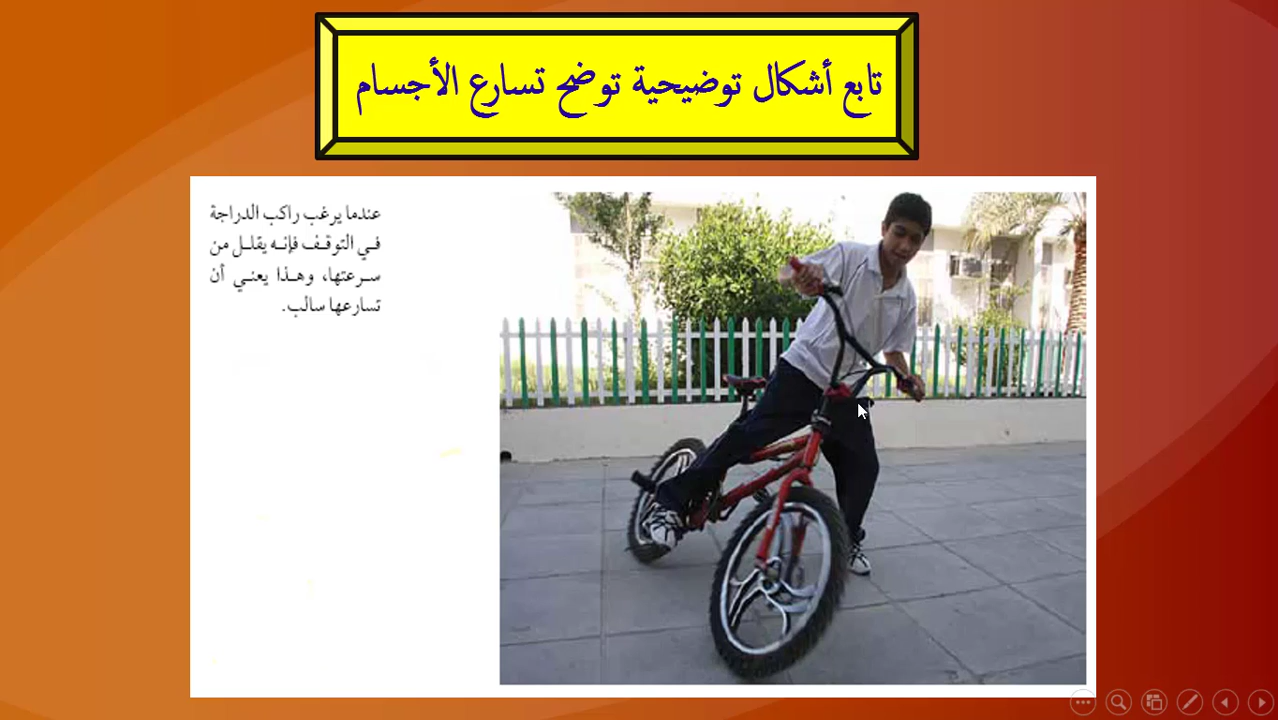 تابع أشكال توضيحية توضح تسارع الأجسام
عندما يرغب راكب الدراجة
في التوقف فإنه يقلل من
سرعتها، وهذا يعني أن
تسارعها سالب.